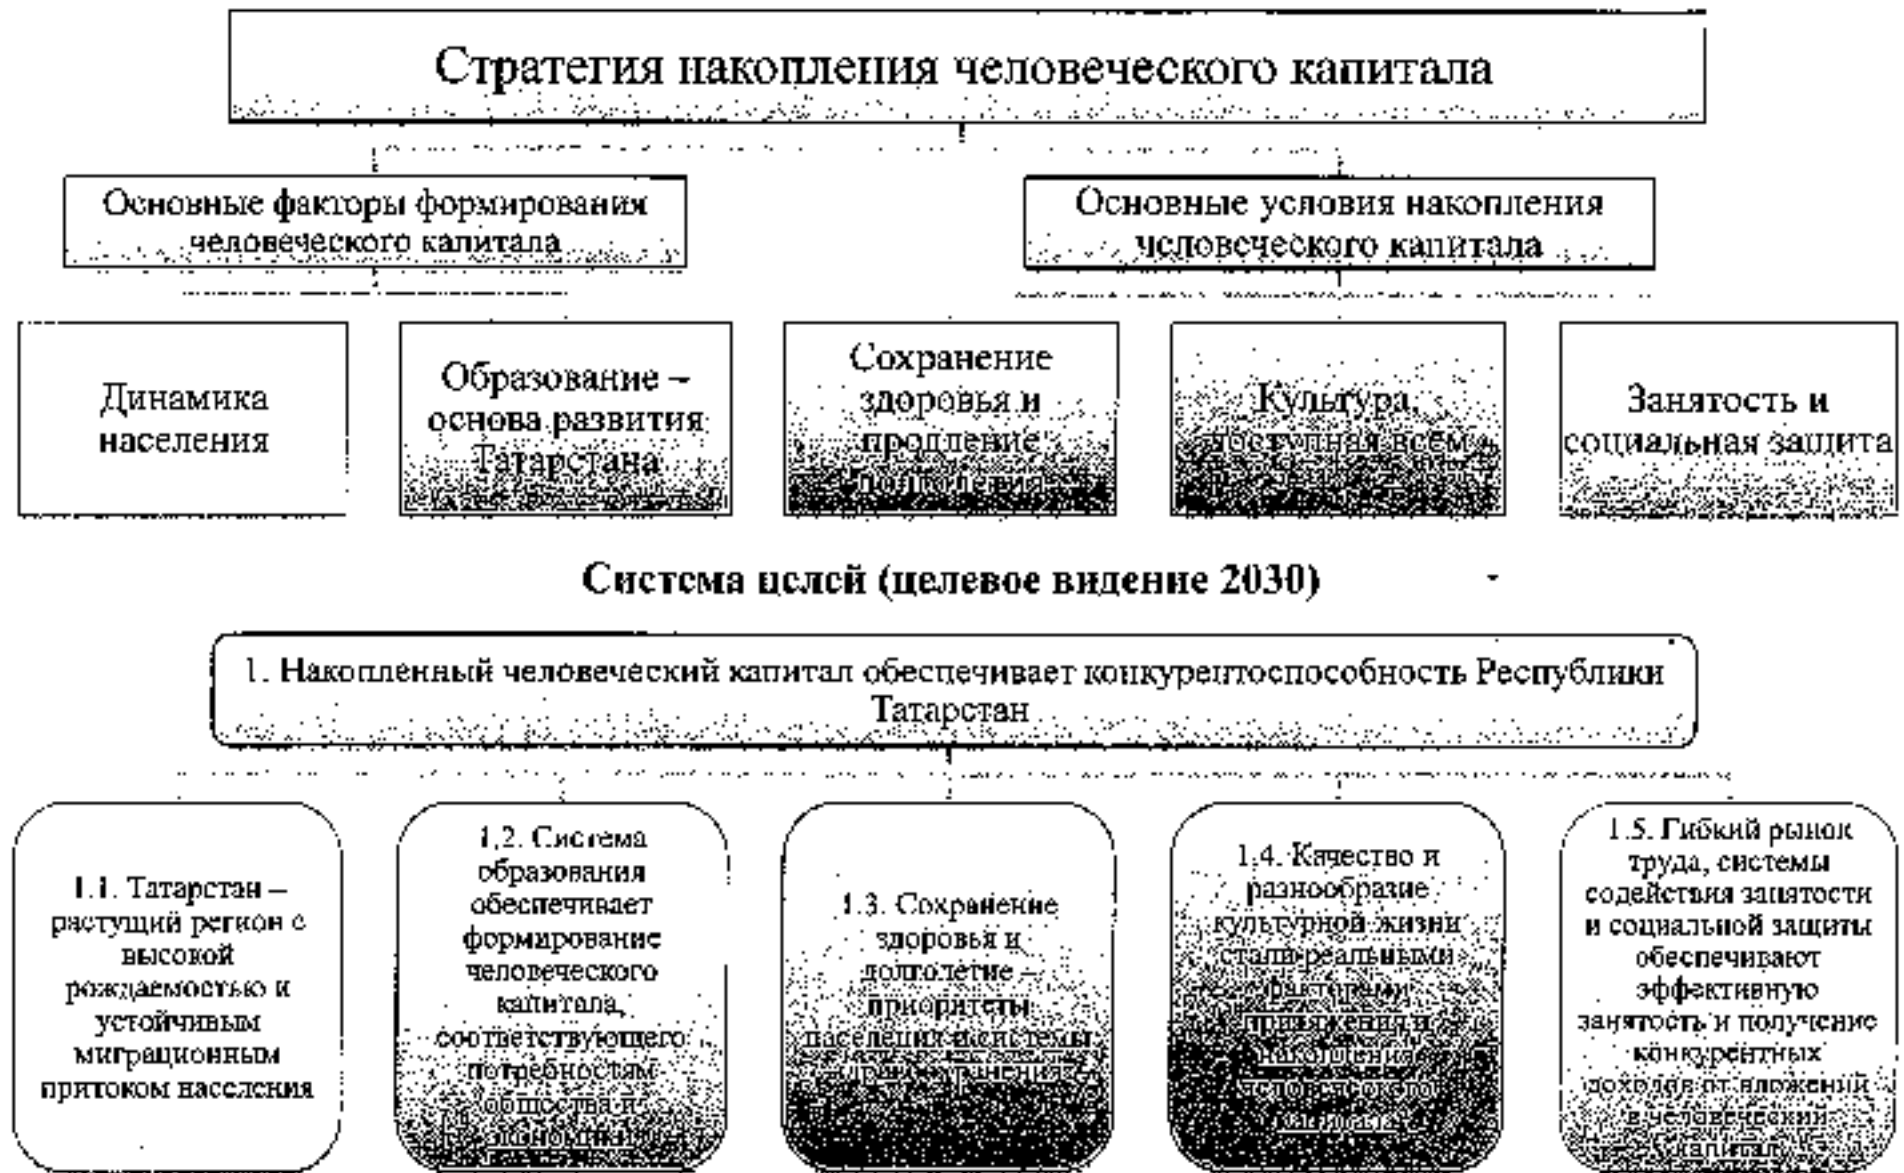 Стратегия накопления человеческого капитала
Основные факторы формирования
человеческого капитала
Основные условия накопления
человеческого капитала
Динамика
населения
Образование –
основа развития
Татарстана
Сохранение
здоровья и
продление
долголетия
Культура,
доступная всем
Занятость и
социальная защита
Система целей (целевое видение 2030)
1. Накопленный человеческий капитал обеспечивает конкурентоспособность Республики
Татарстан
1.1. Татарстан –
растущий регион с
высокой
рождаемостью и
устойчивым
миграционным
притоком населения
1.2. Система
образования
обеспечивает
формирование
человеческого
капитала,
соответствующего
потребностям
общества и
экономики
1.3. Сохранение
здоровья и
долголетие –
приоритеты
населения и системы
здравоохранения
1.4. Качество и
разнообразие
культурной жизни
стали реальными
факторами
притяжения и
накопления
человеческого
капитала
1.5. Гибкий рынок
труда, системы
содействия занятости
и социальной защиты
обеспечивают
эффективную
занятость и получение
конкурентных
доходов от вложений
в человеческий
капитал